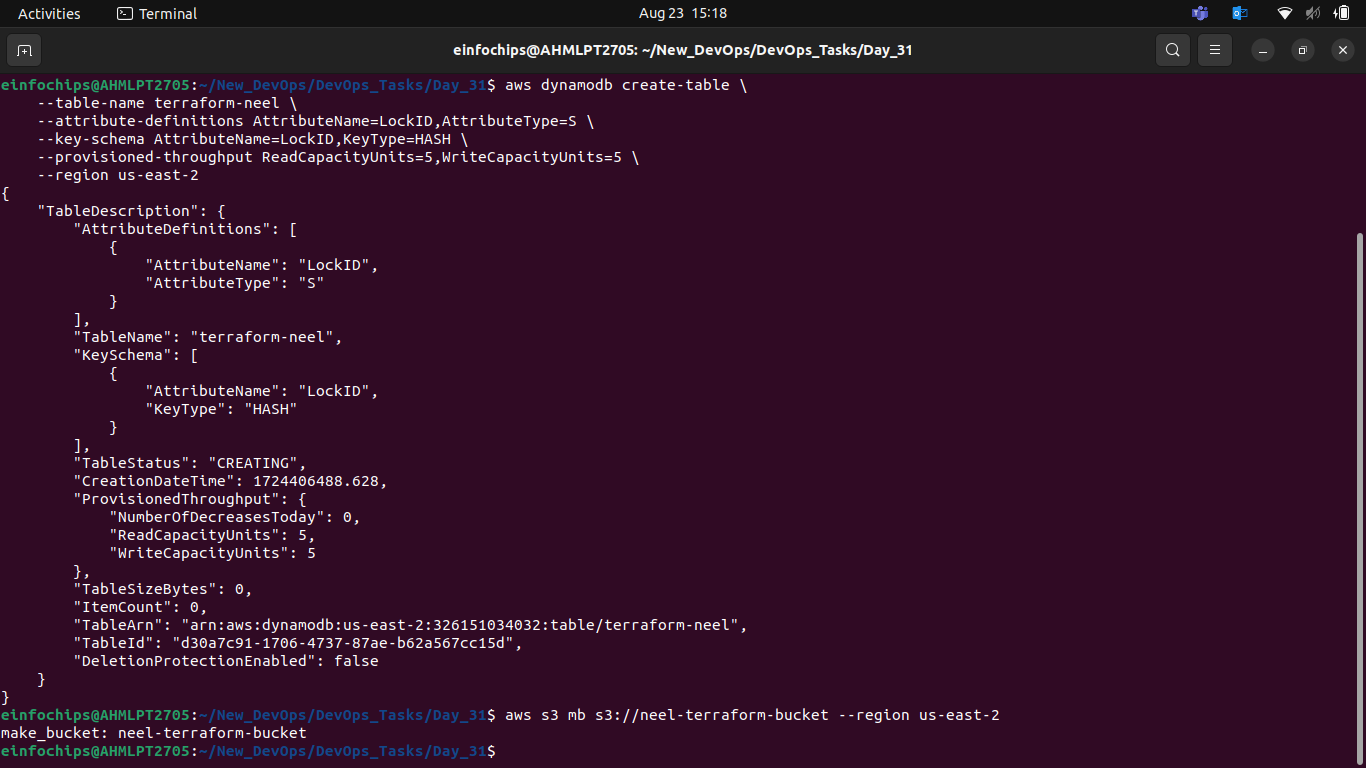 Activities
Terminal
Aug 23 15:18
einfochips@AHMLPT2705: ~/New_DevOps/DevOps_Tasks/Day_31
einfochips@AHMLPT2705:~/New_DevOps/DevOps_Tasks/Day_31$ aws dynamodb create-table \
    --table-name terraform-neel \
    --attribute-definitions AttributeName=LockID,AttributeType=S \
    --key-schema AttributeName=LockID,KeyType=HASH \
    --provisioned-throughput ReadCapacityUnits=5,WriteCapacityUnits=5 \
    --region us-east-2
{
    "TableDescription": {
        "AttributeDefinitions": [
            {
                "AttributeName": "LockID",
                "AttributeType": "S"
            }
        ],
        "TableName": "terraform-neel",
        "KeySchema": [
            {
                "AttributeName": "LockID",
                "KeyType": "HASH"
            }
        ],
        "TableStatus": "CREATING",
        "CreationDateTime": 1724406488.628,
        "ProvisionedThroughput": {
            "NumberOfDecreasesToday": 0,
            "ReadCapacityUnits": 5,
            "WriteCapacityUnits": 5
        },
        "TableSizeBytes": 0,
        "ItemCount": 0,
        "TableArn": "arn:aws:dynamodb:us-east-2:326151034032:table/terraform-neel",
        "TableId": "d30a7c91-1706-4737-87ae-b62a567cc15d",
        "DeletionProtectionEnabled": false
    }
}
einfochips@AHMLPT2705:~/New_DevOps/DevOps_Tasks/Day_31$ aws s3 mb s3://neel-terraform-bucket --region us-east-2
make_bucket: neel-terraform-bucket
einfochips@AHMLPT2705:~/New_DevOps/DevOps_Tasks/Day_31$